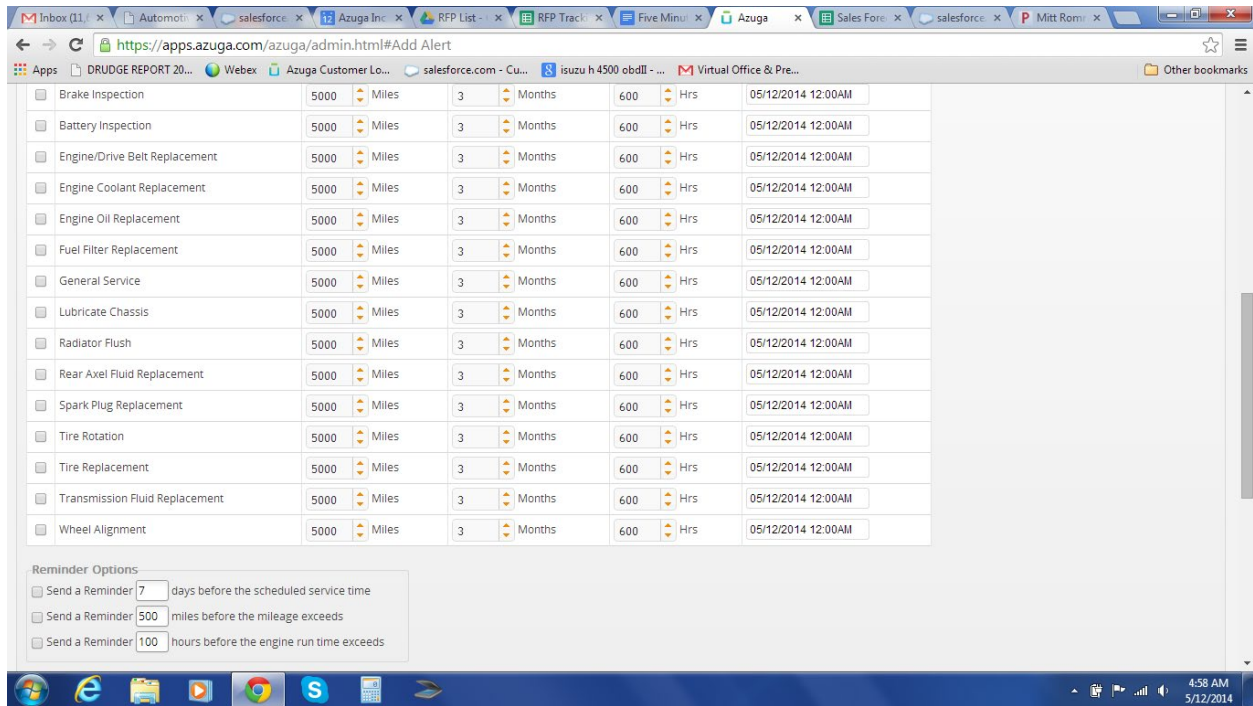 Inbox (11,
Automoti
salesforce
Azuga Inc
RFP List -
RFP Track
Five Minu
Azuga
Sales Fore
salesforce
Mitt Rom
https://apps.azuga.com/azuga/admin.html#Add Alert
Apps DRUDGE REPORT 20... Webex Azuga Customer Lo... salesforce.com - Cu... isuzu h 4500 obdII - ... Virtual Office & Pre... Other bookmarks
Brake Inspection 5000 Miles 3 Months 600 Hrs 05/12/2014 12:00AM
Battery Inspection 5000 Miles 3 Months 600 Hrs 05/12/2014 12:00AM
Engine/Drive Belt Replacement 5000 Miles 3 Months 600 Hrs 05/12/2014 12:00AM
Engine Coolant Replacement 5000 Miles 3 Months 600 Hrs 05/12/2014 12:00AM
Engine Oil Replacement 5000 Miles 3 Months 600 Hrs 05/12/2014 12:00AM
Fuel Filter Replacement 5000 Miles 3 Months 600 Hrs 05/12/2014 12:00AM
General Service 5000 Miles 3 Months 600 Hrs 05/12/2014 12:00AM
Lubricate Chassis 5000 Miles 3 Months 600 Hrs 05/12/2014 12:00AM
Radiator Flush 5000 Miles 3 Months 600 Hrs 05/12/2014 12:00AM
Rear Axel Fluid Replacement 5000 Miles 3 Months 600 Hrs 05/12/2014 12:00AM
Spark Plug Replacement 5000 Miles 3 Months 600 Hrs 05/12/2014 12:00AM
Tire Rotation 5000 Miles 3 Months 600 Hrs 05/12/2014 12:00AM
Tire Replacement 5000 Miles 3 Months 600 Hrs 05/12/2014 12:00AM
Transmission Fluid Replacement 5000 Miles 3 Months 600 Hrs 05/12/2014 12:00AM
Wheel Alignment 5000 Miles 3 Months 600 Hrs 05/12/2014 12:00AM
Reminder Options
Send a Reminder 7 days before the scheduled service time
Send a Reminder 500 miles before the mileage exceeds
Send a Reminder 100 hours before the engine run time exceeds
4:58 AM
5/12/2014